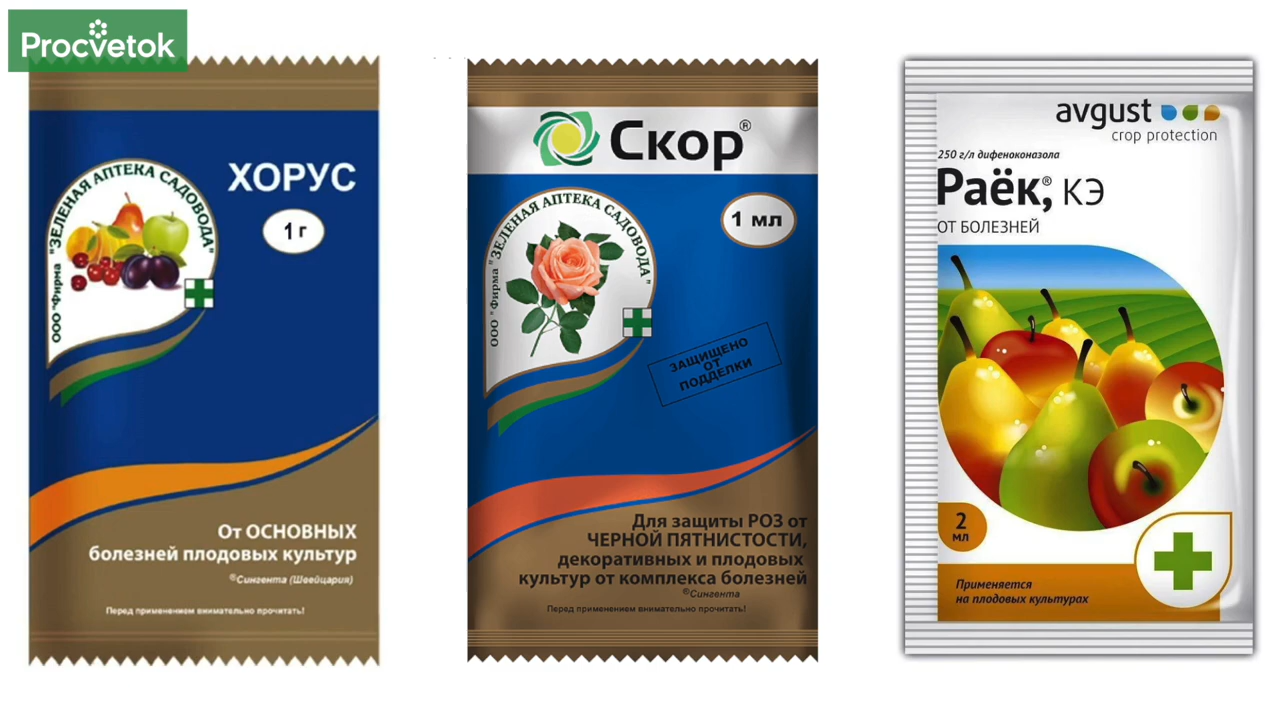 Procvetok
ХОРУС
1 г
ООО "Фирма "ЗЕЛЕНАЯ АПТЕКА САДОВОДА"
От ОСНОВНЫХ
болезней плодовых культур
®Сингента (Швейцария)
Перед применением внимательно прочитать!
Скор®
1 мл
ООО "Фирма "ЗЕЛЕНАЯ АПТЕКА САДОВОДА"
ЗАЩИЩЕНО
ОТ
ПОДДЕЛКИ
Для защиты РОЗ от
ЧЕРНОЙ ПЯТНИСТОСТИ,
декоративных и плодовых
культур от комплекса болезней
®Сингента
Перед применением внимательно прочитать!
avgust
crop protection
250 г/л дифеноконазола
Раёк®, КЭ
ОТ БОЛЕЗНЕЙ
2
мл
Применяется
на плодовых культурах